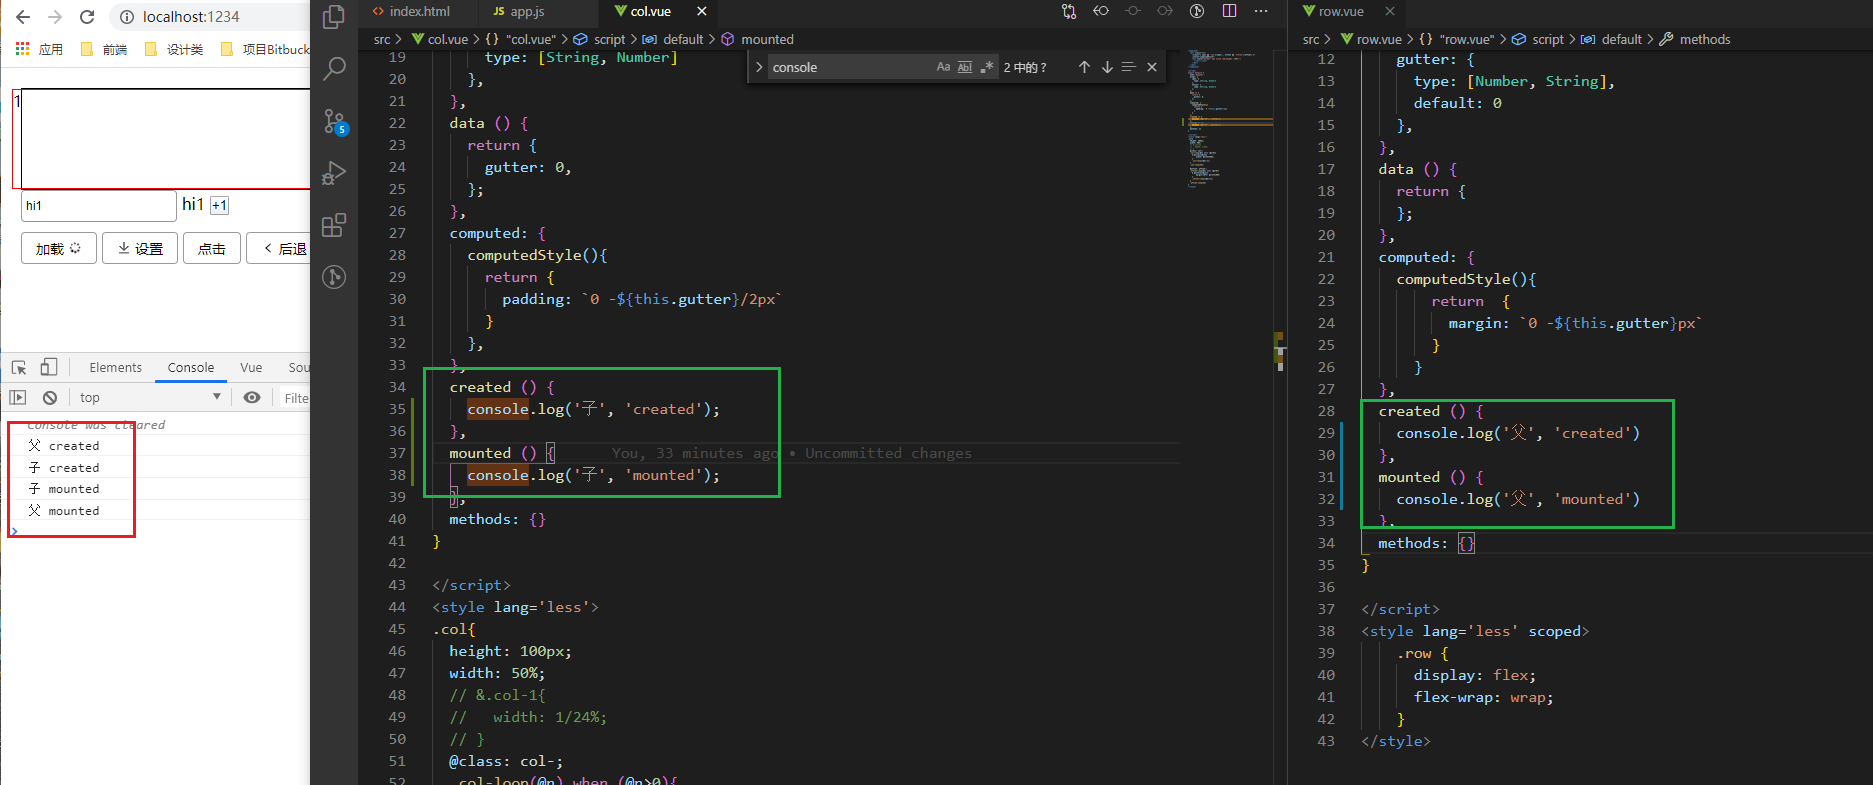 localhost:1234
应用 前端 设计类 项目Bitbuck
1
hi1 hi1 +1
加载 设置 点击 后退
Elements Console Vue Sou
top Filte
Console was cleared
父 created
子 created
子 mounted
父 mounted
5
index.html JS app.js col.vue
src > col.vue > {} "col.vue" > script > default > mounted
console Aa Abl .* 2 中的 ?
19 type: [String, Number]
20 },
21 },
22 data () {
23 return {
24 gutter: 0,
25 };
26 },
27 computed: {
28 computedStyle(){
29 return {
30 padding: `0 -${this.gutter}/2px`
31 }
32 },
33 },
34 created () {
35 console.log('子', 'created');
36 },
37 mounted () { You, 33 minutes ago • Uncommitted changes
38 console.log('子', 'mounted');
39 },
40 methods: {}
41 }
42
43 </script>
44 <style lang='less'>
45 .col{
46 height: 100px;
47 width: 50%;
48 // &.col-1{
49 // width: 1/24%;
50 // }
51 @class: col-;
52 .col-loop(@n) when (@n>0){
row.vue
src > row.vue > {} "row.vue" > script > default > methods
12 gutter: {
13 type: [Number, String],
14 default: 0
15 },
16 },
17 data () {
18 return {
19 };
20 },
21 computed: {
22 computedStyle(){
23 return {
24 margin: `0 -${this.gutter}px`
25 }
26 }
27 },
28 created () {
29 console.log('父', 'created')
30 },
31 mounted () {
32 console.log('父', 'mounted')
33 },
34 methods: {}
35 }
36
37 </script>
38 <style lang='less' scoped>
39 .row {
40 display: flex;
41 flex-wrap: wrap;
42 }
43 </style>